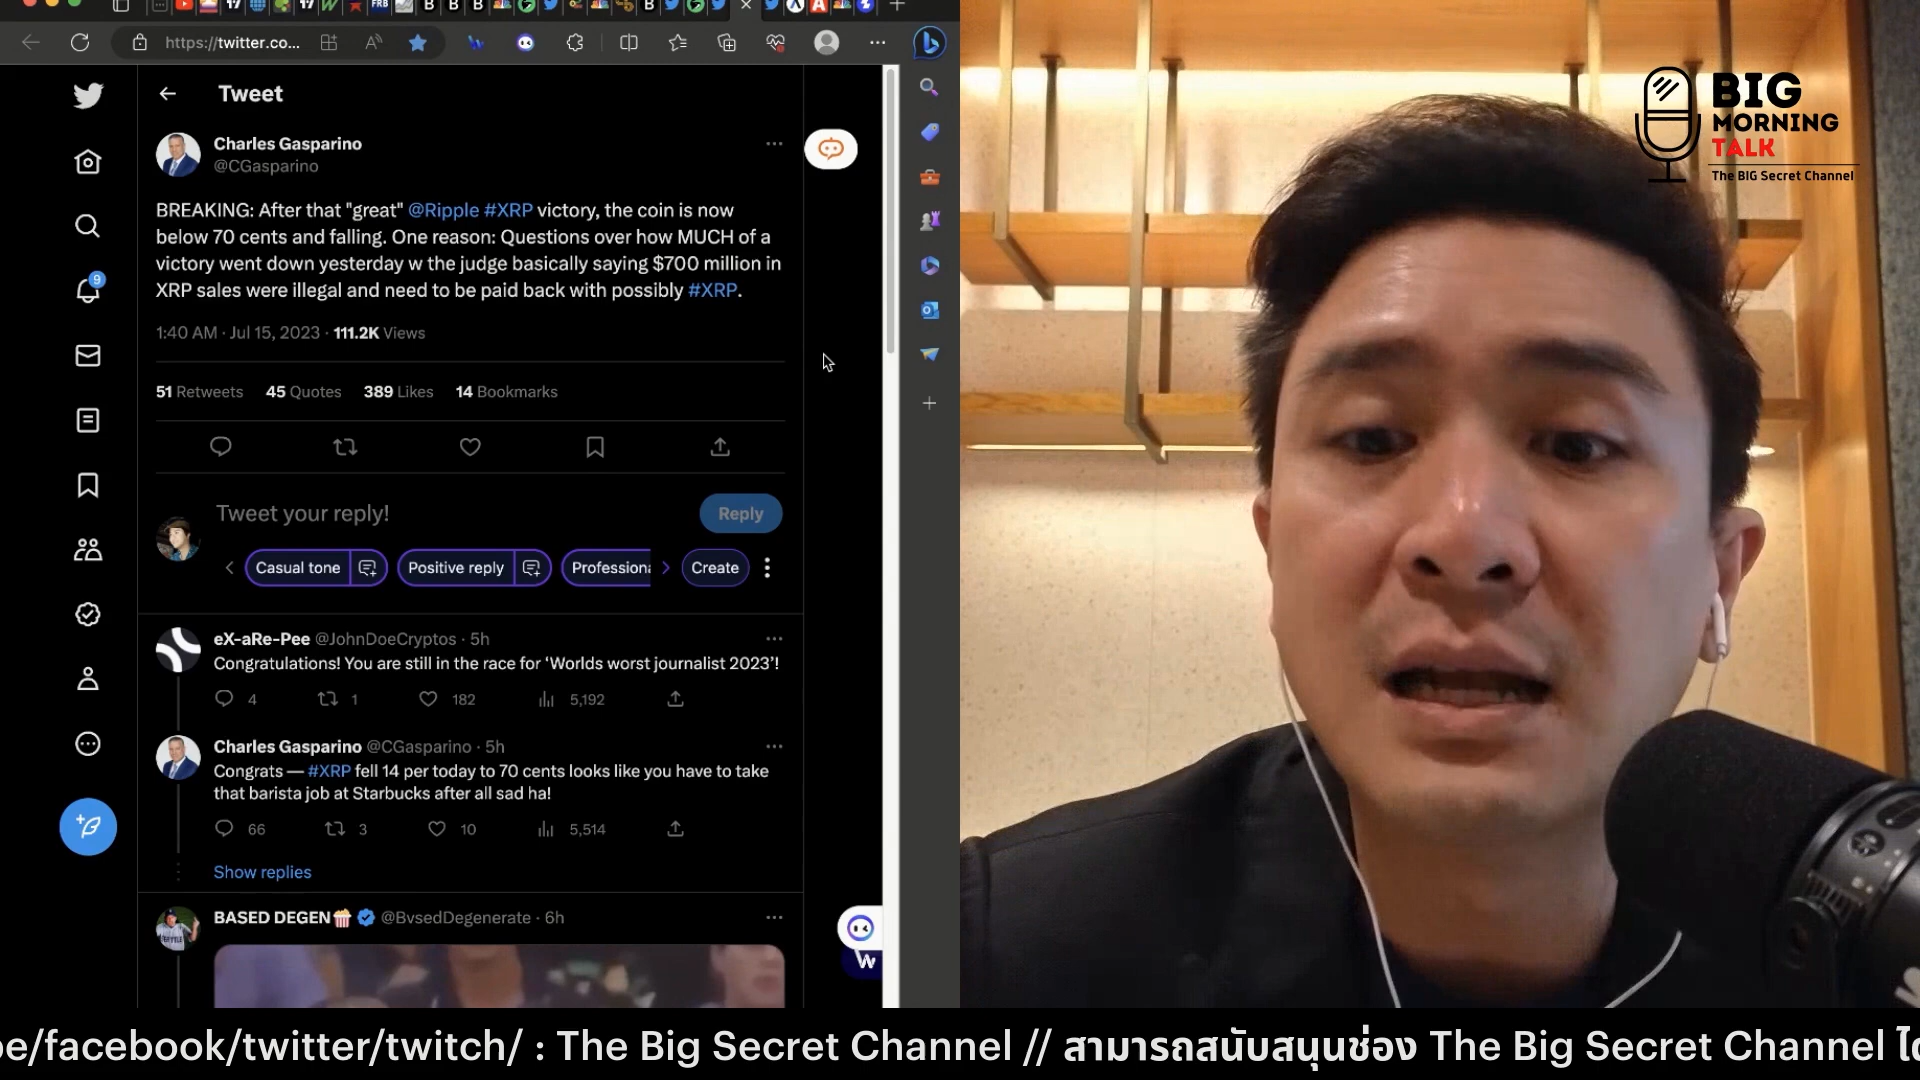 https://twitter.co...
Tweet
Charles Gasparino
@CGasparino
BREAKING: After that "great" @Ripple #XRP victory, the coin is now
below 70 cents and falling. One reason: Questions over how MUCH of a
victory went down yesterday w the judge basically saying $700 million in
XRP sales were illegal and need to be paid back with possibly #XRP.
1:40 AM · Jul 15, 2023 · 111.2K Views
51 Retweets 45 Quotes 389 Likes 14 Bookmarks
9
Tweet your reply!
Reply
Casual tone
Positive reply
Professiona
Create
eX-aRe-Pee @JohnDoeCryptos · 5h
Congratulations! You are still in the race for ‘Worlds worst journalist 2023’!
4 1 182 5,192
Charles Gasparino @CGasparino · 5h
Congrats — #XRP fell 14 per today to 70 cents looks like you have to take
that barista job at Starbucks after all sad ha!
66 3 10 5,514
Show replies
BASED DEGEN @BvsedDegenerate · 6h
BIG
MORNING
TALK
The BIG Secret Channel
be/facebook/twitter/twitch/ : The Big Secret Channel // สามารถสนับสนุนช่อง The Big Secret Channel ได